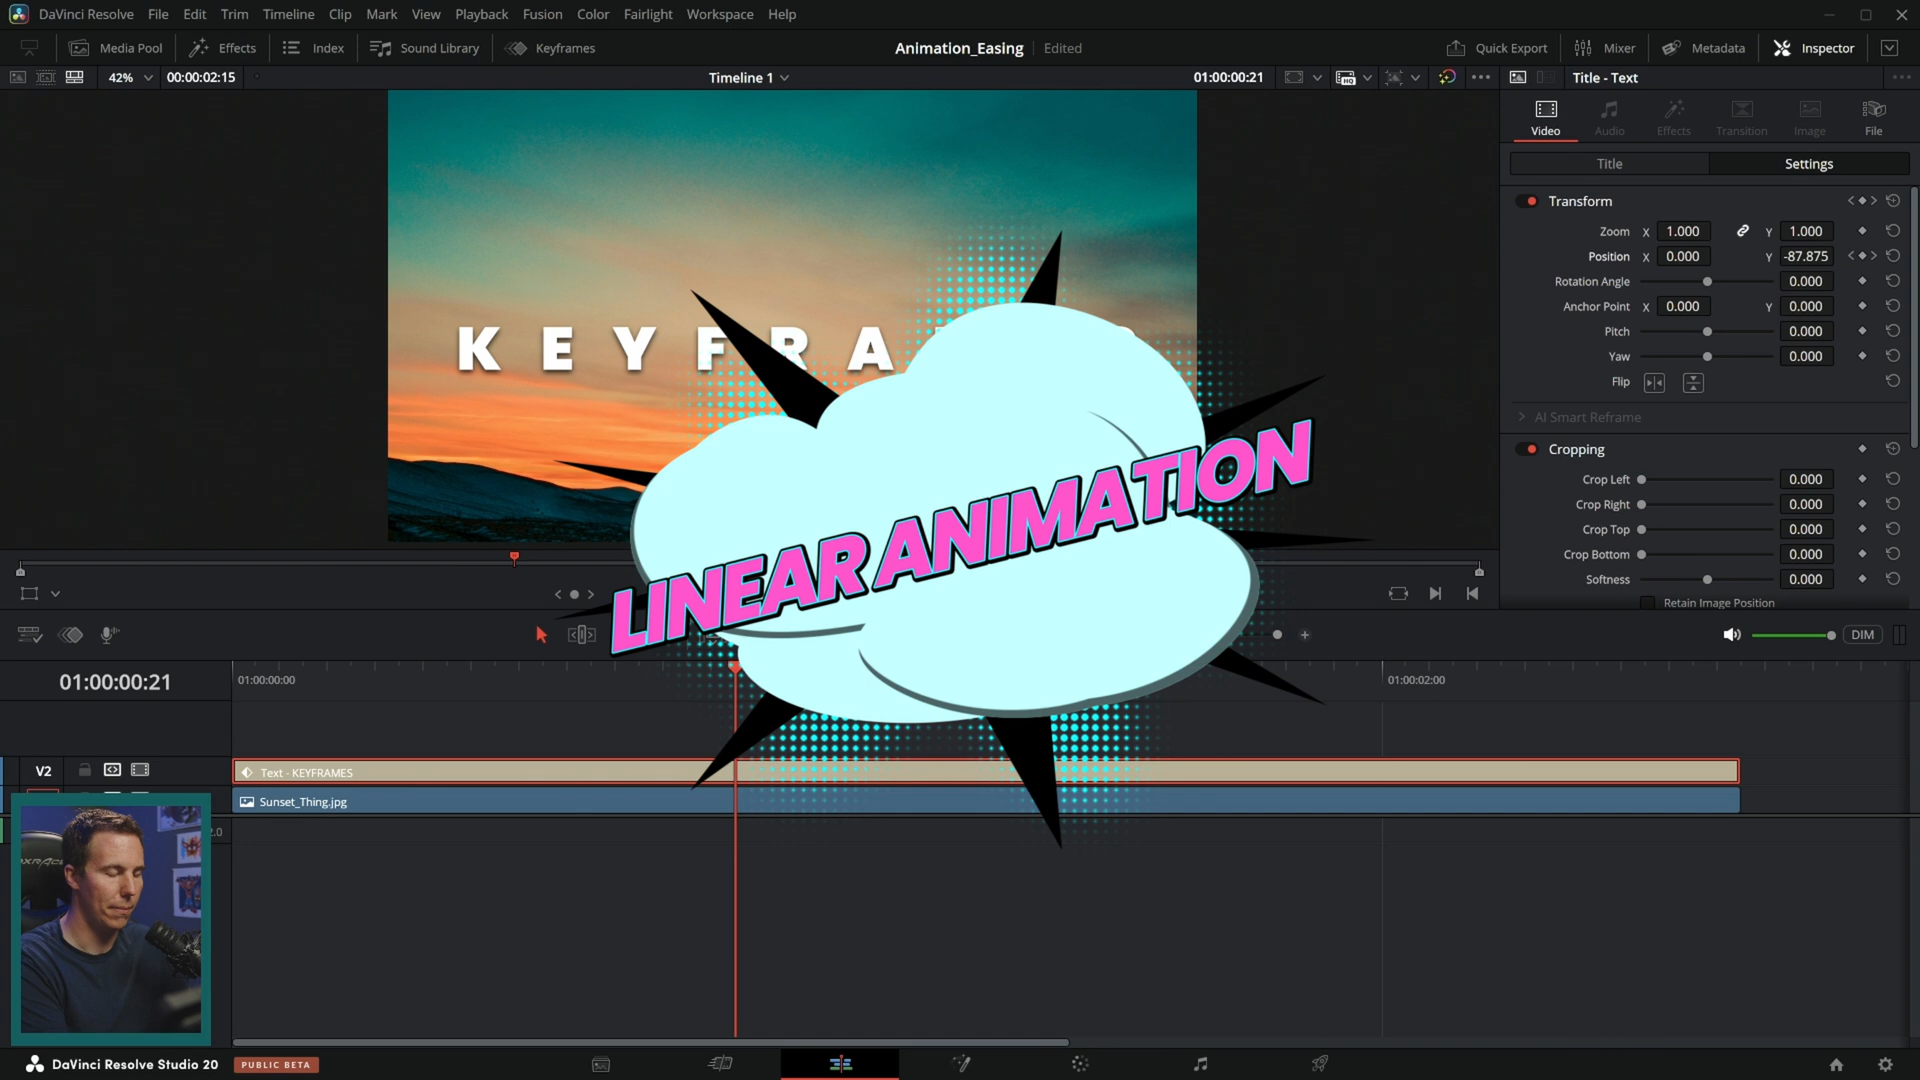 DaVinci Resolve File Edit Trim Timeline Clip Mark View Playback Fusion Color Fairlight Workspace Help
Media Pool Effects Index Sound Library Keyframes Animation_Easing Edited Quick Export Mixer Metadata Inspector
42% 00:00:02:15 Timeline 1 01:00:00:21 Title - Text
Video Audio Effects Transition Image File
Title Settings
Transform
Zoom X 1.000 Y 1.000
Position X 0.000 Y -87.875
Rotation Angle 0.000
Anchor Point X 0.000 Y 0.000
Pitch 0.000
Yaw 0.000
Flip
AI Smart Reframe
Cropping
Crop Left 0.000
Crop Right 0.000
Crop Top 0.000
Crop Bottom 0.000
Softness 0.000
Retain Image Position
KEYFRA
LINEAR ANIMATION
DIM
01:00:00:21 01:00:00:00 01:00:02:00
V2 Text - KEYFRAMES
Sunset_Thing.jpg
2.0
DaVinci Resolve Studio 20 PUBLIC BETA